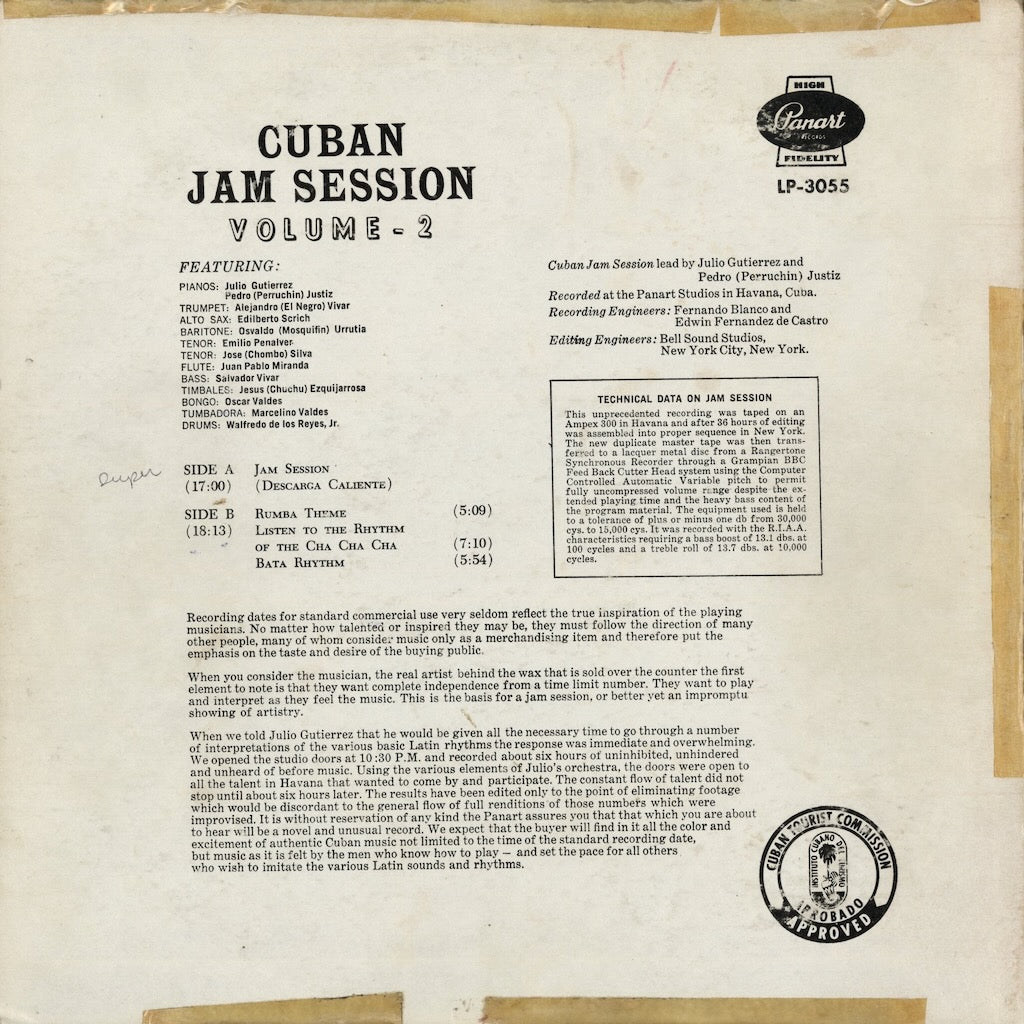 HIGH
Panart
RECORDS
FIDELITY
LP-3055
CUBAN
JAM SESSION
VOLUME - 2
FEATURING:
PIANOS: Julio Gutierrez
Pedro (Perruchin) Justiz
TRUMPET: Alejandro (El Negro) Vivar
ALTO SAX: Edilberto Scrich
BARITONE: Osvaldo (Mosquifin) Urrutia
TENOR: Emilio Penalver
TENOR: Jose (Chombo) Silva
FLUTE: Juan Pablo Miranda
BASS: Salvador Vivar
TIMBALES: Jesus (Chuchu) Ezquijarrosa
BONGO: Oscar Valdes
TUMBADORA: Marcelino Valdes
DRUMS: Walfredo de los Reyes, Jr.
SIDE A JAM SESSION
(17:00) (DESCARGA CALIENTE)
SIDE B RUMBA THEME (5:09)
(18:13) LISTEN TO THE RHYTHM
OF THE CHA CHA CHA (7:10)
BATA RHYTHM (5:54)
Cuban Jam Session lead by Julio Gutierrez and
Pedro (Perruchin) Justiz
Recorded at the Panart Studios in Havana, Cuba.
Recording Engineers: Fernando Blanco and
Edwin Fernandez de Castro
Editing Engineers: Bell Sound Studios,
New York City, New York.
TECHNICAL DATA ON JAM SESSION
This unprecedented recording was taped on an
Ampex 300 in Havana and after 36 hours of editing
was assembled into proper sequence in New York.
The new duplicate master tape was then trans-
ferred to a lacquer metal disc from a Rangertone
Synchronous Recorder through a Grampian BBC
Feed Back Cutter Head system using the Computer
Controlled Automatic Variable pitch to permit
fully uncompressed volume range despite the ex-
tended playing time and the heavy bass content of
the program material. The equipment used is held
to a tolerance of plus or minus one db from 30,000
cys. to 15,000 cys. It was recorded with the R.I.A.A.
characteristics requiring a bass boost of 13.1 dbs. at
100 cycles and a treble roll of 13.7 dbs. at 10,000
cycles.
Recording dates for standard commercial use very seldom reflect the true inspiration of the playing
musicians. No matter how talented or inspired they may be, they must follow the direction of many
other people, many of whom consider music only as a merchandising item and therefore put the
emphasis on the taste and desire of the buying public.
When you consider the musician, the real artist behind the wax that is sold over the counter the first
element to note is that they want complete independence from a time limit number. They want to play
and interpret as they feel the music. This is the basis for a jam session, or better yet an impromptu
showing of artistry.
When we told Julio Gutierrez that he would be given all the necessary time to go through a number
of interpretations of the various basic Latin rhythms the response was immediate and overwhelming.
We opened the studio doors at 10:30 P.M. and recorded about six hours of uninhibited, unhindered
and unheard of before music. Using the various elements of Julio's orchestra, the doors were open to
all the talent in Havana that wanted to come by and participate. The constant flow of talent did not
stop until about six hours later. The results have been edited only to the point of eliminating footage
which would be discordant to the general flow of full renditions of those numbers which were
improvised. It is without reservation of any kind the Panart assures you that that which you are about
to hear will be a novel and unusual record. We expect that the buyer will find in it all the color and
excitement of authentic Cuban music not limited to the time of the standard recording date,
but music as it is felt by the men who know how to play — and set the pace for all others
who wish to imitate the various Latin sounds and rhythms.
CUBAN TOURIST COMMISSION
INSTITUTO CUBANO DEL TURISMO
APROBADO
APPROVED